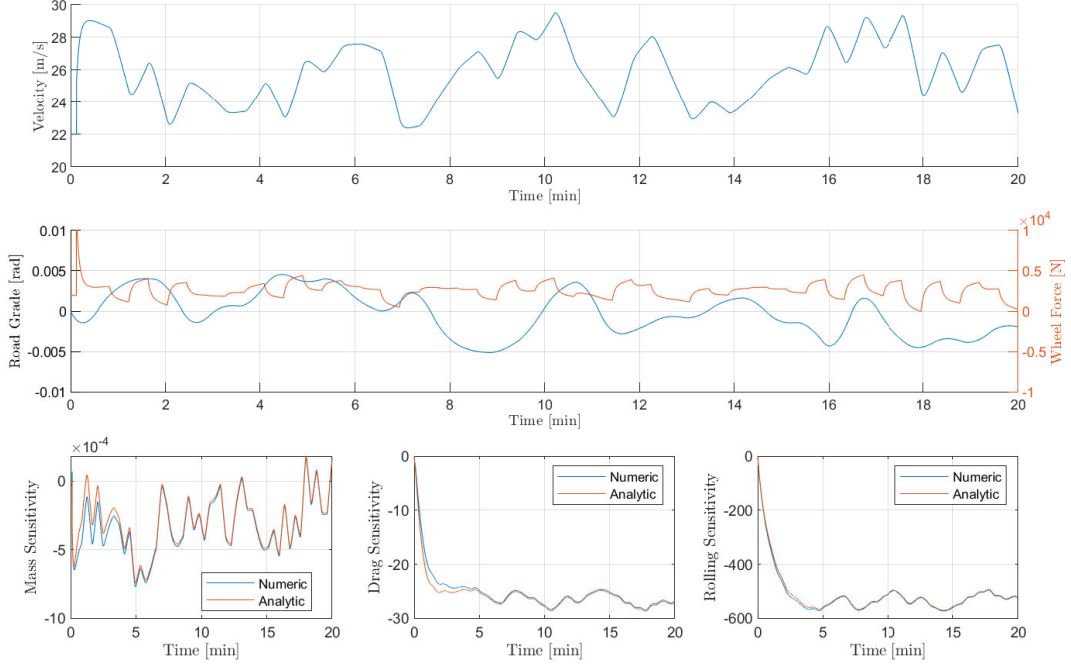 30
28
26
24
22
20
Velocity [m/s]
0 2 4 6 8 10 12 14 16 18 20
Time [min]
×10⁴
0.01
0.005
0
-0.005
-0.01
Road Grade [rad]
1
0.5
0
-0.5
-1
Wheel Force [N]
0 2 4 6 8 10 12 14 16 18 20
Time [min]
×10⁻⁴
0
-5
-10
Mass Sensitivity
Numeric
Analytic
0 5 10 15 20
Time [min]
0
-10
-20
-30
Drag Sensitivity
Numeric
Analytic
0 5 10 15 20
Time [min]
0
-200
-400
-600
Rolling Sensitivity
Numeric
Analytic
0 5 10 15 20
Time [min]